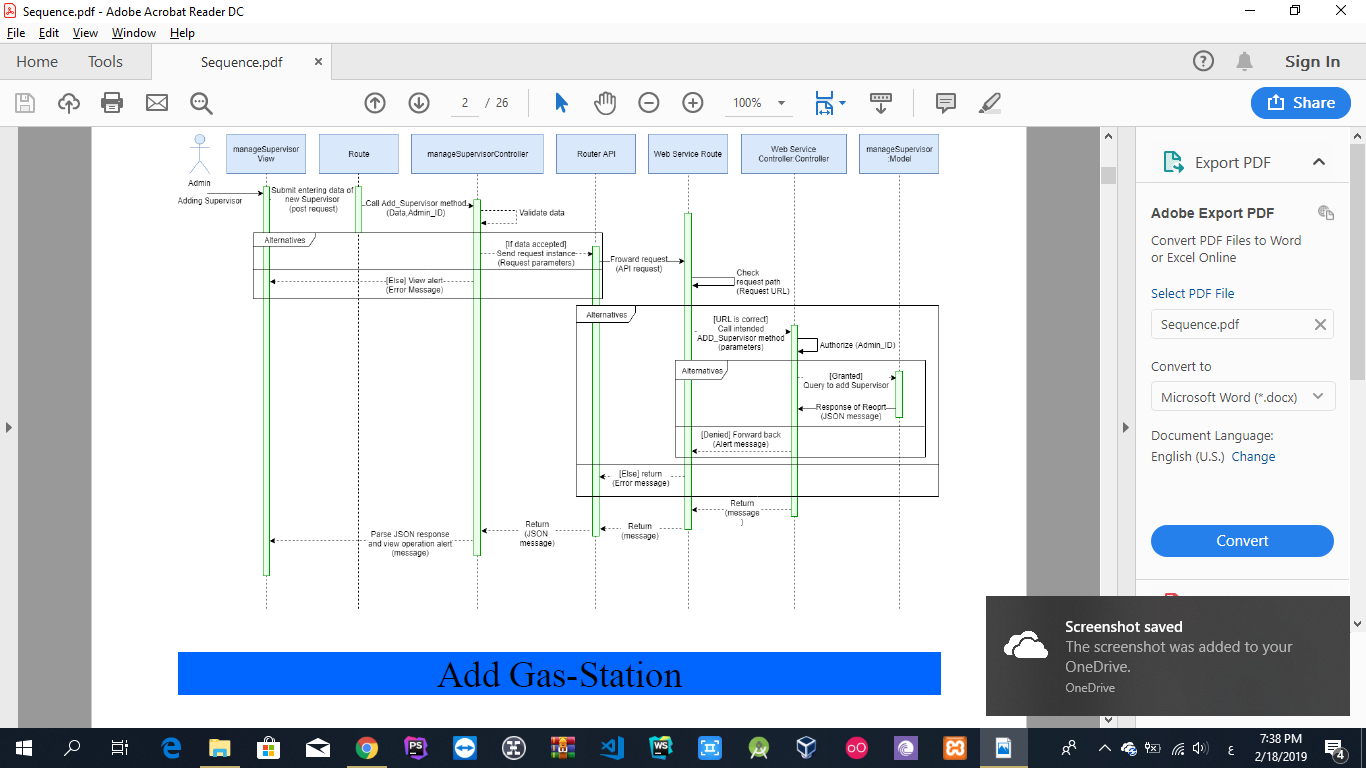 Sequence.pdf - Adobe Acrobat Reader DC
File Edit View Window Help
Home Tools Sequence.pdf × Sign In
2 / 26 100% Share
Admin
manageSupervisor
View
Route
manageSupervisorController
Router API
Web Service Route
Web Service
Controller:Controller
manageSupervisor
:Model
Adding Supervisor
Submit entering data of
new Supervisor
(post request)
Call Add_Supervisor method
(Data,Admin_ID)
Validate data
Alternatives
[If data accepted]
Send request instance
(Request parameters)
Froward request
(API request)
Check
request path
(Request URL)
[Else] View alert
(Error Message)
Alternatives
[URL is correct]
Call intended
ADD_Supervisor method
(parameters)
Authorize (Admin_ID)
Alternatives
[Granted]
Query to add Supervisor
Response of Reoprt
(JSON message)
[Denied] Forward back
(Alert message)
[Else] return
(Error message)
Return
(message
)
Return
(message)
Return
(JSON
message)
Parse JSON response
and view operation alert
(message)
Add Gas-Station
Export PDF
Adobe Export PDF
Convert PDF Files to Word
or Excel Online
Select PDF File
Sequence.pdf
Convert to
Microsoft Word (*.docx)
Document Language:
English (U.S.) Change
Convert
Screenshot saved
The screenshot was added to your
OneDrive.
OneDrive
ع
7:38 PM
2/18/2019
4